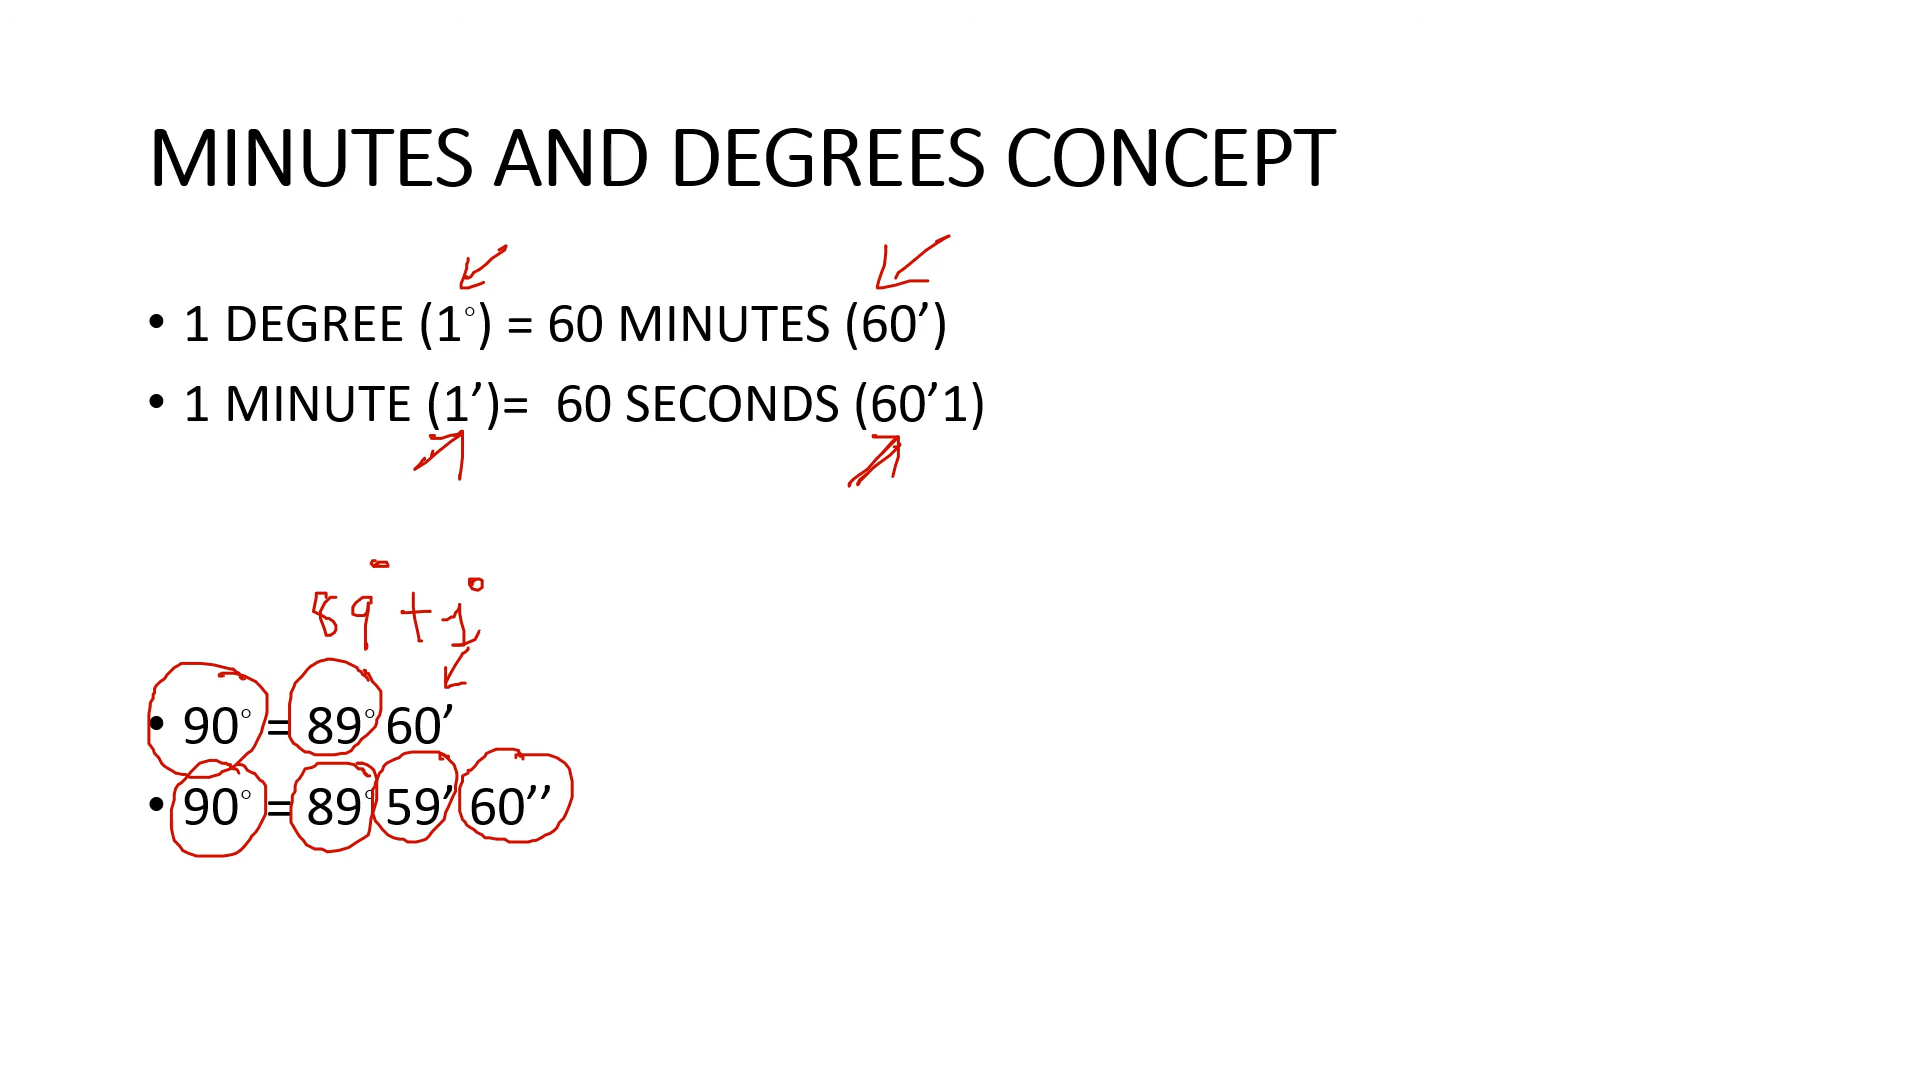 MINUTES AND DEGREES CONCEPT
• 1 DEGREE (1°) = 60 MINUTES (60’)
• 1 MINUTE (1’)= 60 SECONDS (60’1)
89° + 1°
• 90° = 89° 60’
• 90° = 89° 59’ 60’’